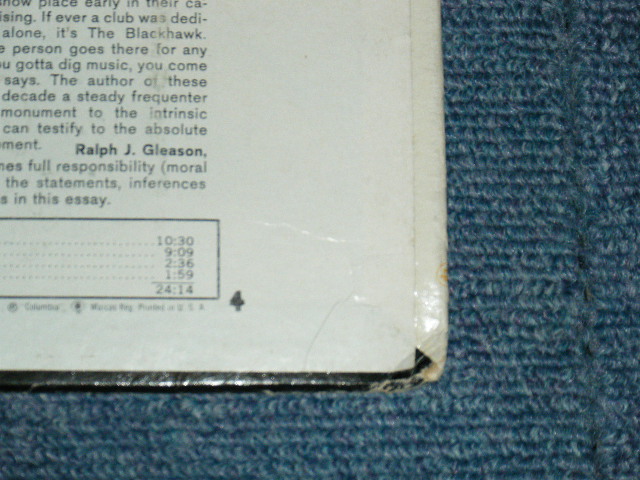 show place early in their ca-
ising. If ever a club was dedi-
alone, it's The Blackhawk.
e person goes there for any
ou gotta dig music, you come
says. The author of these
decade a steady frequenter
monument to the intrinsic
can testify to the absolute
ment. Ralph J. Gleason,
mes full responsibility (moral
the statements, inferences
s in this essay.
10:30
9:09
2:36
1:59
24:14
Ⓟ "Columbia", Marcas Reg. Printed in U. S. A.
4